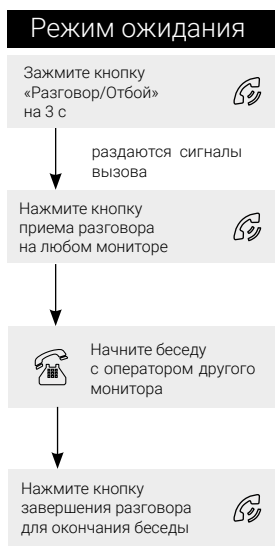 Режим ожидания
Зажмите кнопку
«Разговор/Отбой»
на 3 с
раздаются сигналы
вызова
Нажмите кнопку
приема разговора
на любом мониторе
Начните беседу
с оператором другого
монитора
Нажмите кнопку
завершения разговора
для окончания беседы